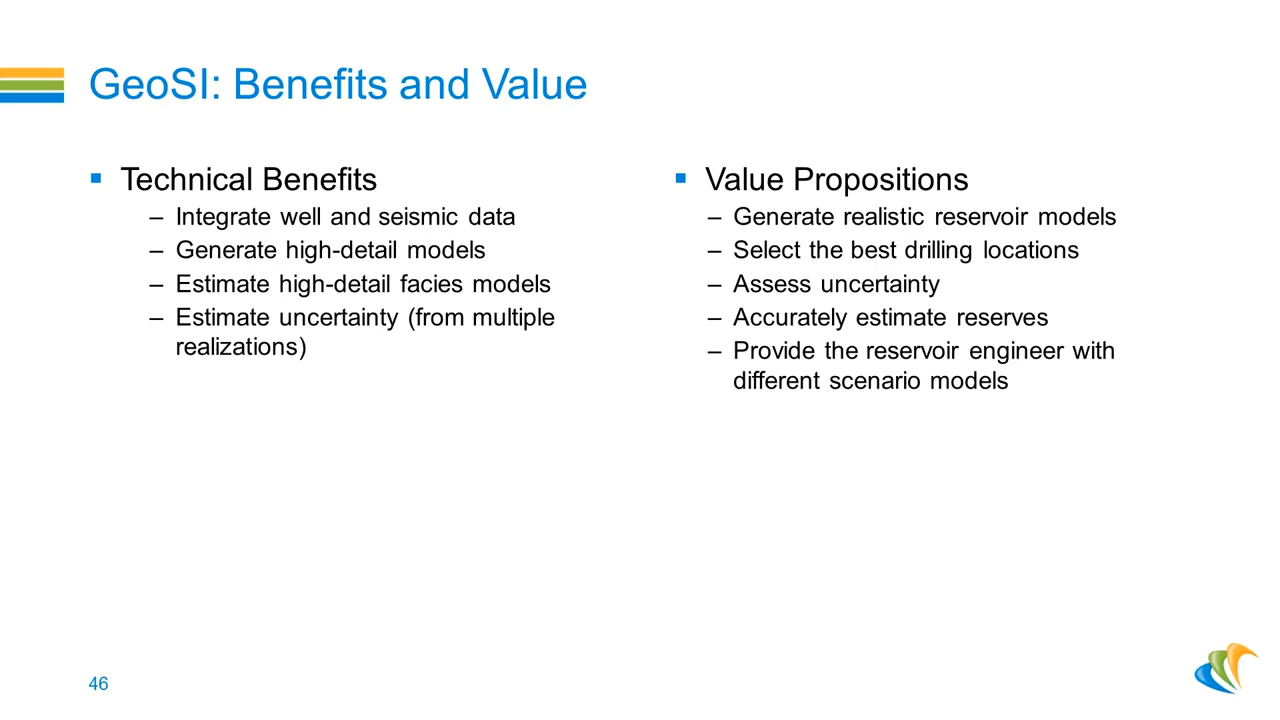 GeoSI: Benefits and Value
▪ Technical Benefits
– Integrate well and seismic data
– Generate high-detail models
– Estimate high-detail facies models
– Estimate uncertainty (from multiple
realizations)
▪ Value Propositions
– Generate realistic reservoir models
– Select the best drilling locations
– Assess uncertainty
– Accurately estimate reserves
– Provide the reservoir engineer with
different scenario models
46